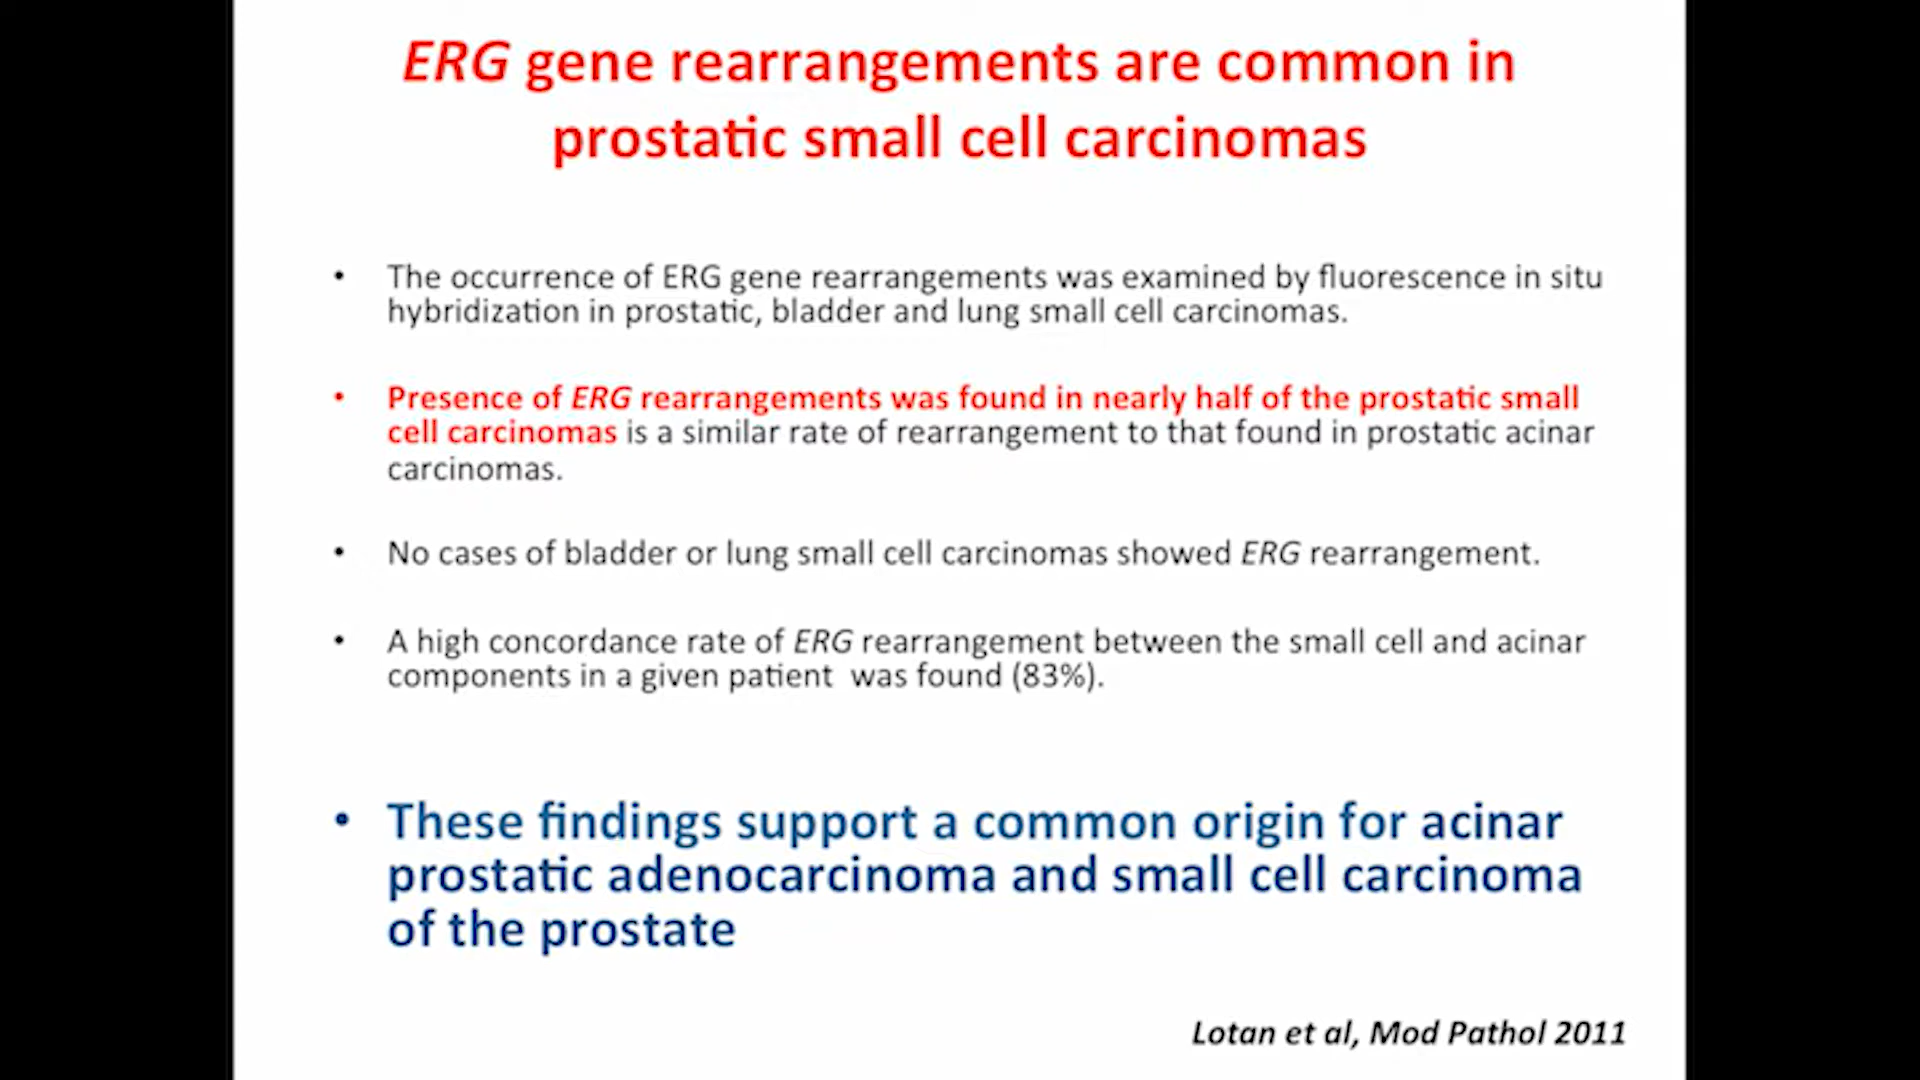 ERG gene rearrangements are common in
prostatic small cell carcinomas
• The occurrence of ERG gene rearrangements was examined by fluorescence in situ
hybridization in prostatic, bladder and lung small cell carcinomas.
• Presence of ERG rearrangements was found in nearly half of the prostatic small
cell carcinomas is a similar rate of rearrangement to that found in prostatic acinar
carcinomas.
• No cases of bladder or lung small cell carcinomas showed ERG rearrangement.
• A high concordance rate of ERG rearrangement between the small cell and acinar
components in a given patient  was found (83%).
• These findings support a common origin for acinar
prostatic adenocarcinoma and small cell carcinoma
of the prostate
Lotan et al, Mod Pathol 2011